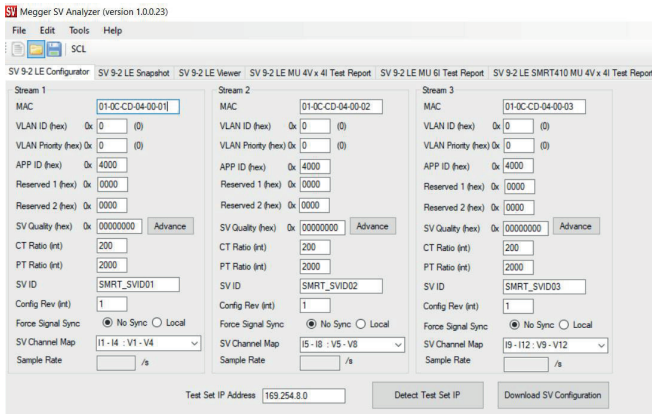 SV Megger SV Analyzer (version 1.0.0.23)
File Edit Tools Help
SCL
SV 9-2 LE Configurator SV 9-2 LE Snapshot SV 9-2 LE Viewer SV 9-2 LE MU 4V x 4I Test Report SV 9-2 LE MU 6I Test Report SV 9-2 LE SMRT410 MU 4V x 4I Test Report
Stream 1 Stream 2 Stream 3
MAC 01-0C-CD-04-00-01 MAC 01-0C-CD-04-00-02 MAC 01-0C-CD-04-00-03
VLAN ID (hex) 0x 0 (0) VLAN ID (hex) 0x 0 (0) VLAN ID (hex) 0x 0 (0)
VLAN Priority (hex) 0x 0 (0) VLAN Priority (hex) 0x 0 (0) VLAN Priority (hex) 0x 0 (0)
APP ID (hex) 0x 4000 APP ID (hex) 0x 4000 APP ID (hex) 0x 4000
Reserved 1 (hex) 0x 0000 Reserved 1 (hex) 0x 0000 Reserved 1 (hex) 0x 0000
Reserved 2 (hex) 0x 0000 Reserved 2 (hex) 0x 0000 Reserved 2 (hex) 0x 0000
SV Quality (hex) 0x 00000000 Advance SV Quality (hex) 0x 00000000 Advance SV Quality (hex) 0x 00000000 Advance
CT Ratio (int) 200 CT Ratio (int) 200 CT Ratio (int) 200
PT Ratio (int) 2000 PT Ratio (int) 2000 PT Ratio (int) 2000
SV ID SMRT_SVID01 SV ID SMRT_SVID02 SV ID SMRT_SVID03
Config Rev (int) 1 Config Rev (int) 1 Config Rev (int) 1
Force Signal Sync No Sync Local Force Signal Sync No Sync Local Force Signal Sync No Sync Local
SV Channel Map I1 - I4 : V1 - V4 SV Channel Map I5 - I8 : V5 - V8 SV Channel Map I9 - I12 : V9 - V12
Sample Rate /s Sample Rate /s Sample Rate /s
Test Set IP Address 169.254.8.0 Detect Test Set IP Download SV Configuration